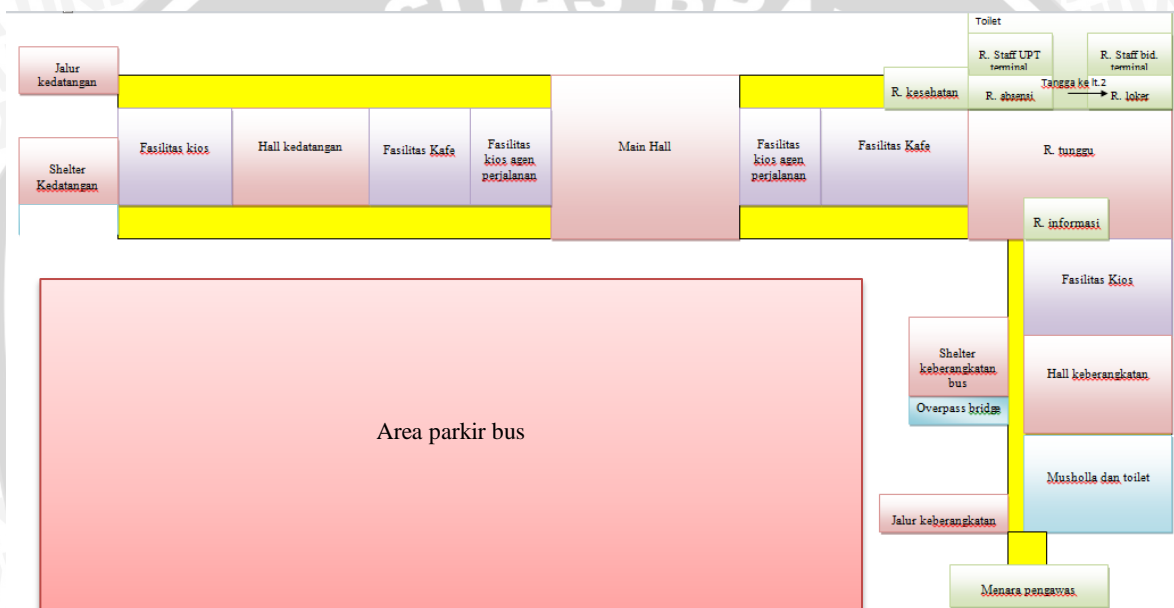 Toilet
R. Staff UPT
terminal
R. Staff bid.
terminal
Jalur
kedatangan
Tangga ke lt.2
R. kesehatan
R. absensi
R. loker
Fasilitas kios
Hall kedatangan
Fasilitas Kafe
Fasilitas
kios agen
perjalanan
Main Hall
Fasilitas
kios agen
perjalanan
Fasilitas Kafe
R. tunggu
Shelter
Kedatangan
R. informasi
Fasilitas Kios
Shelter
keberangkatan
bus
Hall keberangkatan
Overpass bridge
Area parkir bus
Musholla dan toilet
Jalur keberangkatan
Menara pengawas